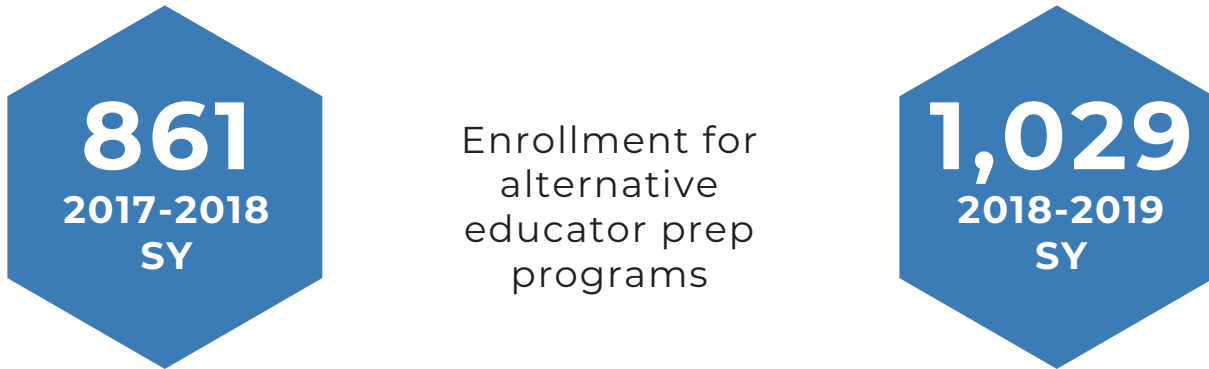 861
2017-2018
SY
Enrollment for
alternative
educator prep
programs
1,029
2018-2019
SY